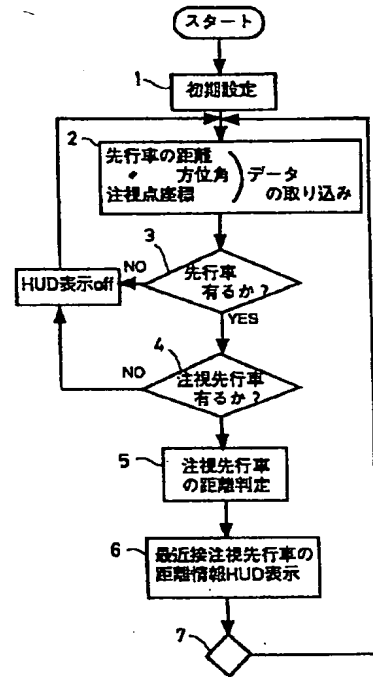 スタート
1
初期設定
2
先行車の距離
〃 方位角
注視点座標
データ
の取り込み
3
先行車
有るか?
NO
HUD表示off
YES
4
注視先行車
有るか?
NO
5
注視先行車
の距離判定
6
最近接注視先行車の
距離情報HUD表示
7